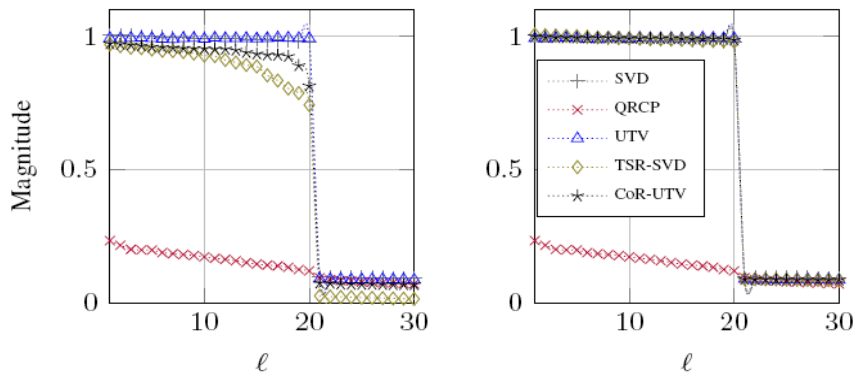 Magnitude
1
0.5
0
10
20
30
ℓ
1
0.5
0
10
20
30
ℓ
SVD
QRCP
UTV
TSR-SVD
CoR-UTV